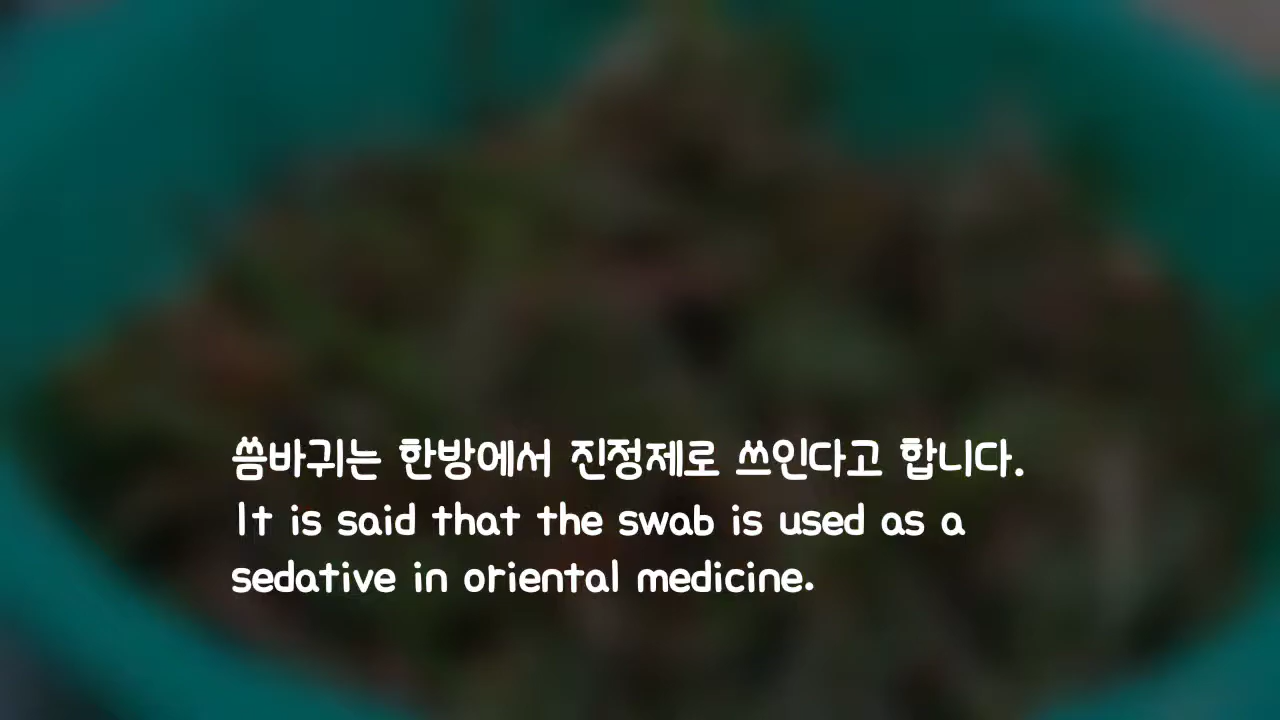 씀바귀는 한방에서 진정제로 쓰인다고 합니다.
It is said that the swab is used as a
sedative in oriental medicine.